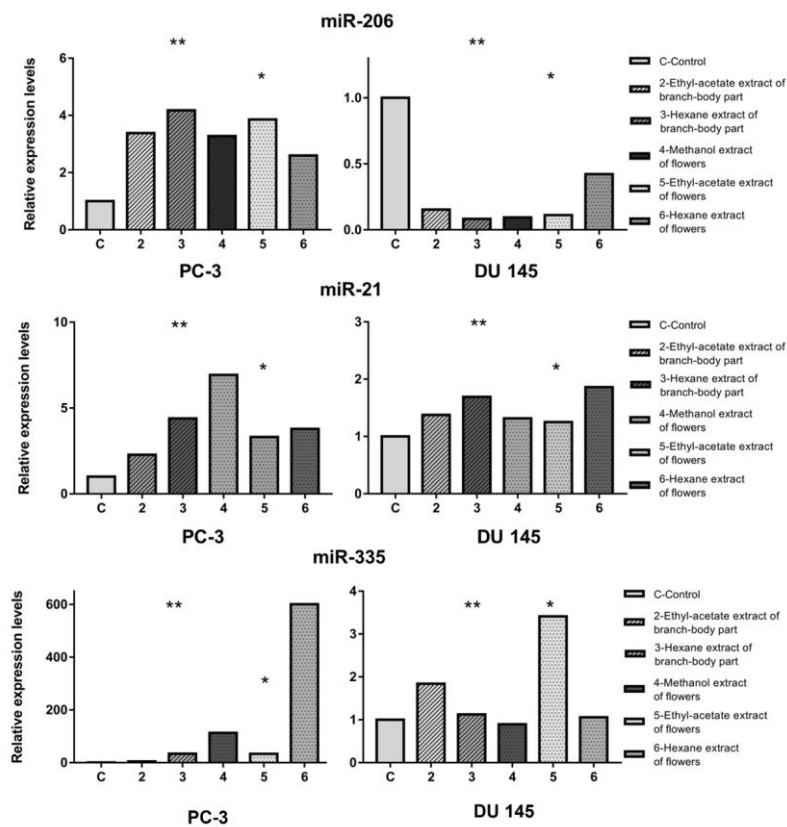 miR-206
** *
Relative expression levels
6
4
2
0
C 2 3 4 5 6
PC-3
** *
1.0
0.5
0.0
C 2 3 4 5 6
DU 145
C-Control
2-Ethyl-acetate extract of
branch-body part
3-Hexane extract of
branch-body part
4-Methanol extract
of flowers
5-Ethyl-acetate extract
of flowers
6-Hexane extract
of flowers
miR-21
** *
Relative expression levels
10
5
0
C 2 3 4 5 6
PC-3
** *
3
2
1
0
C 2 3 4 5 6
DU 145
C-Control
2-Ethyl-acetate extract of
branch-body part
3-Hexane extract of
branch-body part
4-Methanol extract
of flowers
5-Ethyl-acetate extract
of flowers
6-Hexane extract
of flowers
miR-335
** *
Relative expression levels
600
400
200
0
C 2 3 4 5 6
PC-3
** *
4
3
2
1
0
C 2 3 4 5 6
DU 145
C-Control
2-Ethyl-acetate extract of
branch-body part
3-Hexane extract of
branch-body part
4-Methanol extract
of flowers
5-Ethyl-acetate extract
of flowers
6-Hexane extract
of flowers